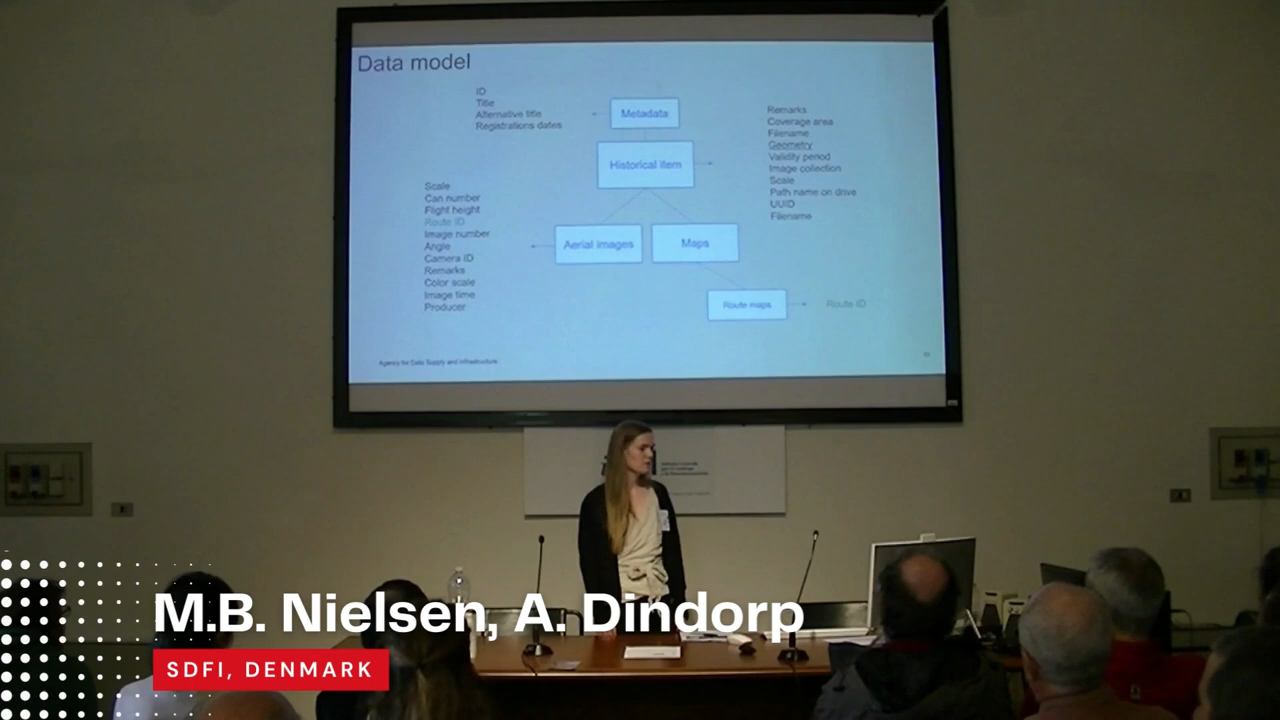 Data model
ID
Title
Alternative title
Registrations dates
Metadata
Historical item
Remarks
Coverage area
Filename
Geometry
Validity period
Image collection
Scale
Path name on drive
UUID
Filename
Scale
Can number
Flight height
Route ID
Image number
Angle
Camera ID
Remarks
Color scale
Image time
Producer
Aerial images
Maps
Route maps
Route ID
Agency for Data Supply and Infrastructure
M.B. Nielsen, A. Dindorp
SDFI, DENMARK